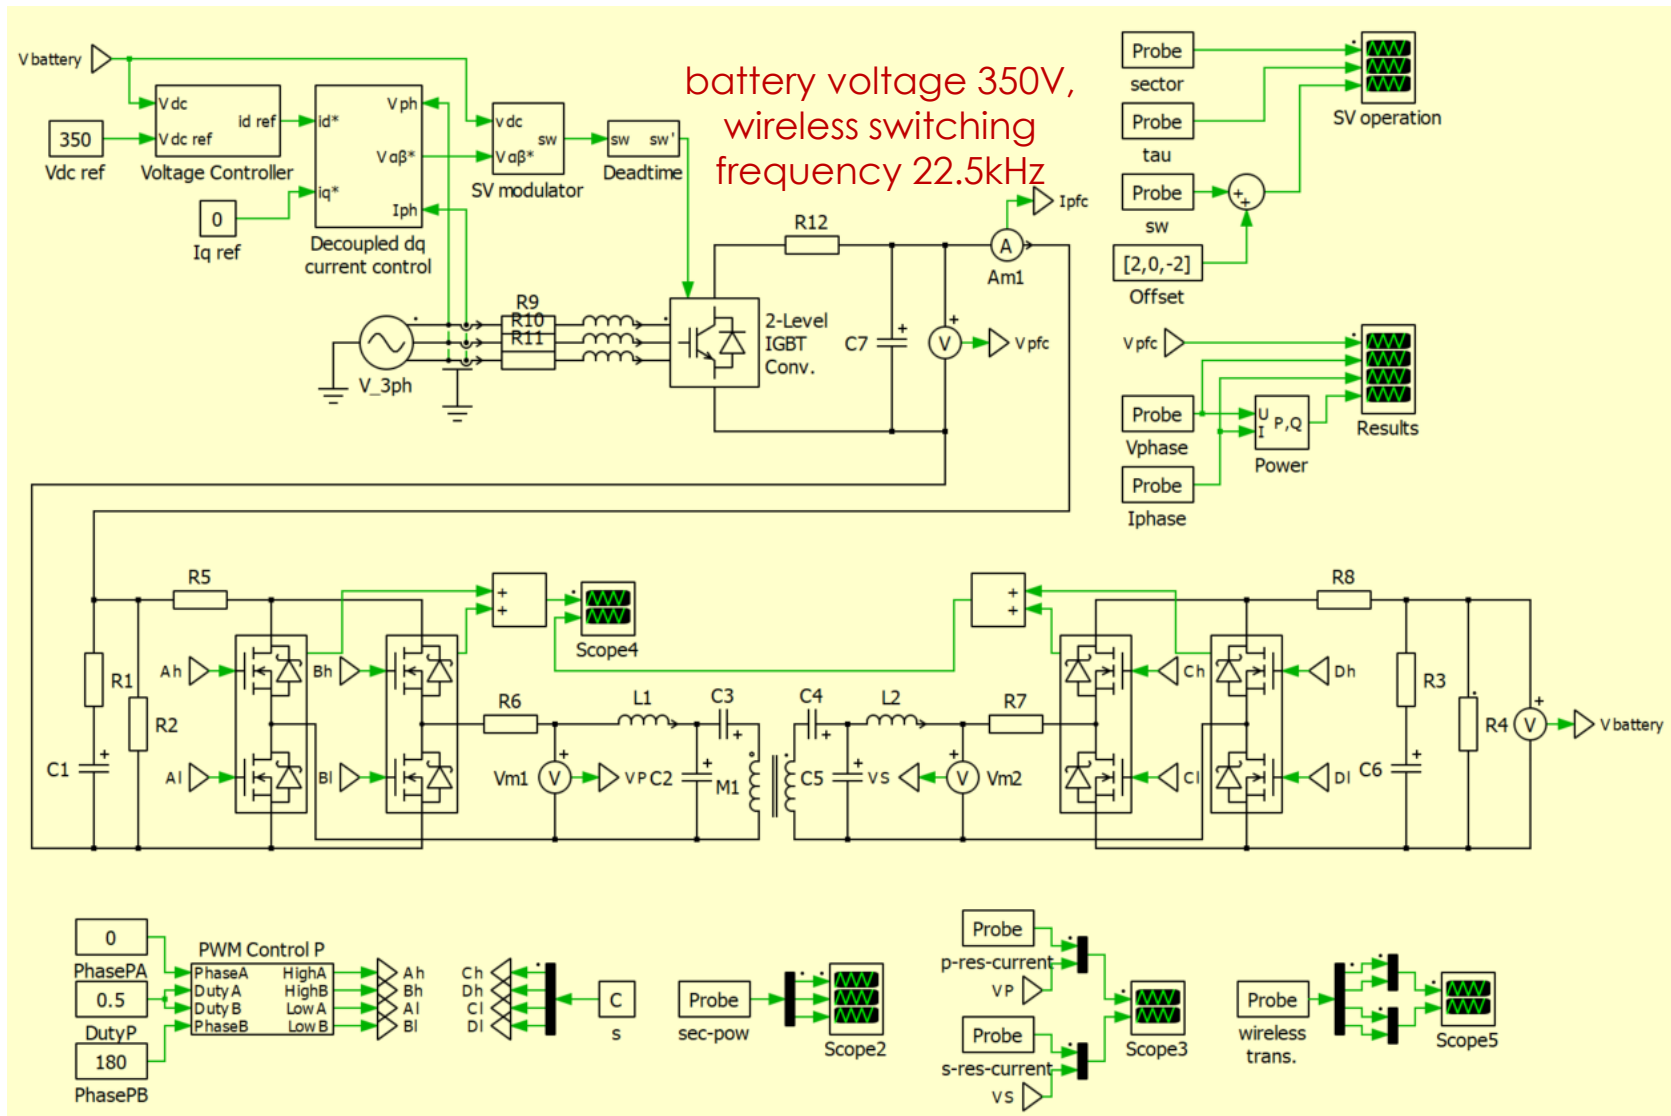 V battery
Vdc
Vdc ref
id ref
350
Vdc ref
Voltage Controller
0
Iq ref
id*
iq*
Vph
Vαβ*
Iph
Decoupled dq
current control
vdc
Vαβ*
sw
SV modulator
sw
sw'
Deadtime
battery voltage 350V,
wireless switching
frequency 22.5kHz
Probe
sector
Probe
tau
Probe
sw
+
+
[2,0,-2]
Offset
SV operation
R12
Ipfc
A
Am1
R9
R10
R11
V_3ph
2-Level
IGBT
Conv.
C7
+
+
V
Vpfc
Vpfc
Probe
Vphase
Probe
Iphase
U
I
P,Q
Power
Results
R5
R1
R2
C1
+
Ah
Al
Bh
Bl
+
+
Scope4
R6
Vm1
+
V
VP
L1
C2
+
C3
+
M1
C4
+
C5
+
L2
VS
+
V
Vm2
R7
+
+
Ch
Cl
Dh
Dl
R8
R3
C6
+
R4
+
V
V battery
0
PhasePA
0.5
DutyP
180
PhasePB
PWM Control P
PhaseA
DutyA
DutyB
PhaseB
HighA
HighB
LowA
LowB
Ah
Bh
Al
Bl
Ch
Dh
Cl
Dl
C
s
Probe
sec-pow
Scope2
Probe
p-res-current
VP
Probe
s-res-current
VS
Scope3
Probe
wireless
trans.
Scope5